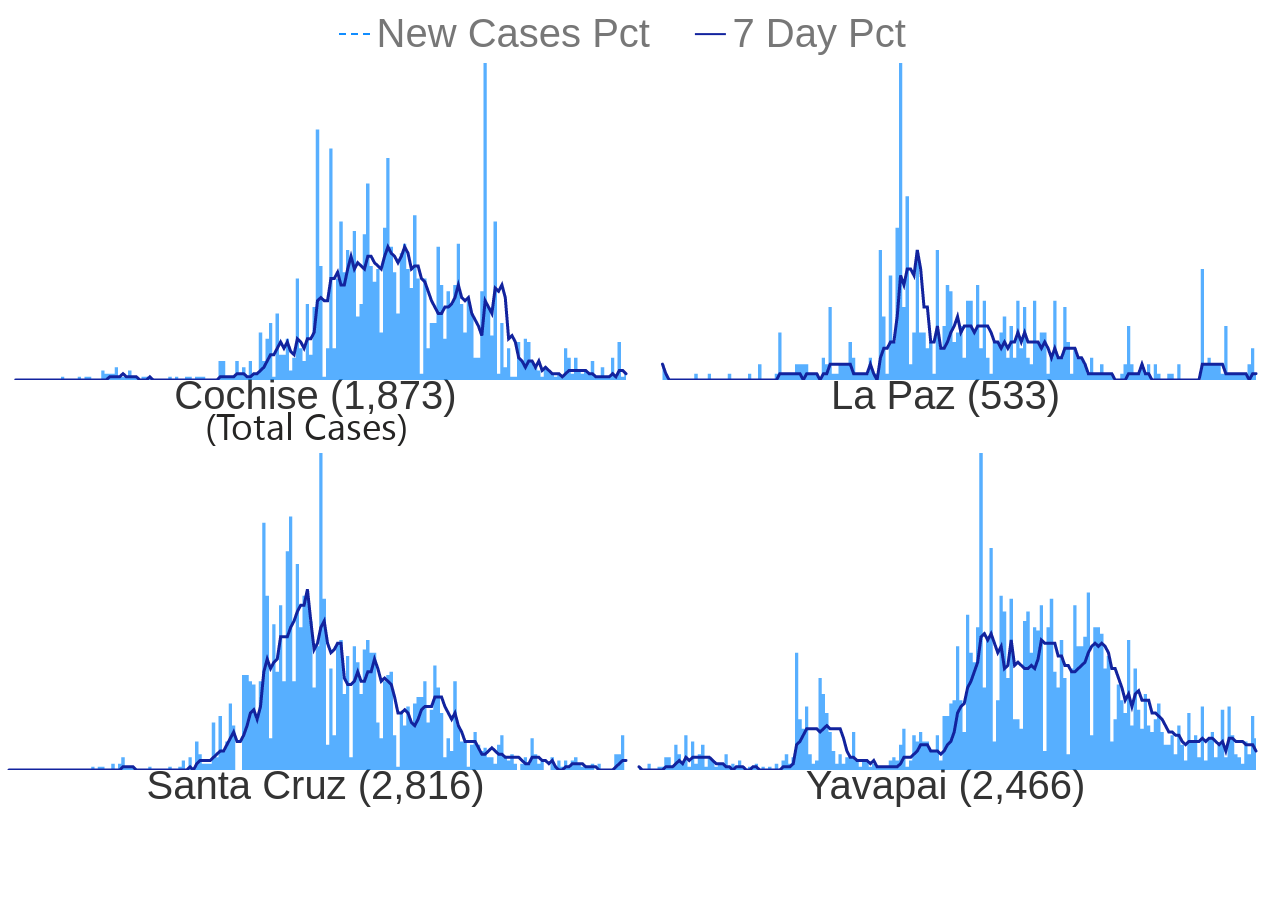 New Cases Pct 7 Day Pct
Cochise (1,873) La Paz (533)
(Total Cases)
Santa Cruz (2,816) Yavapai (2,466)